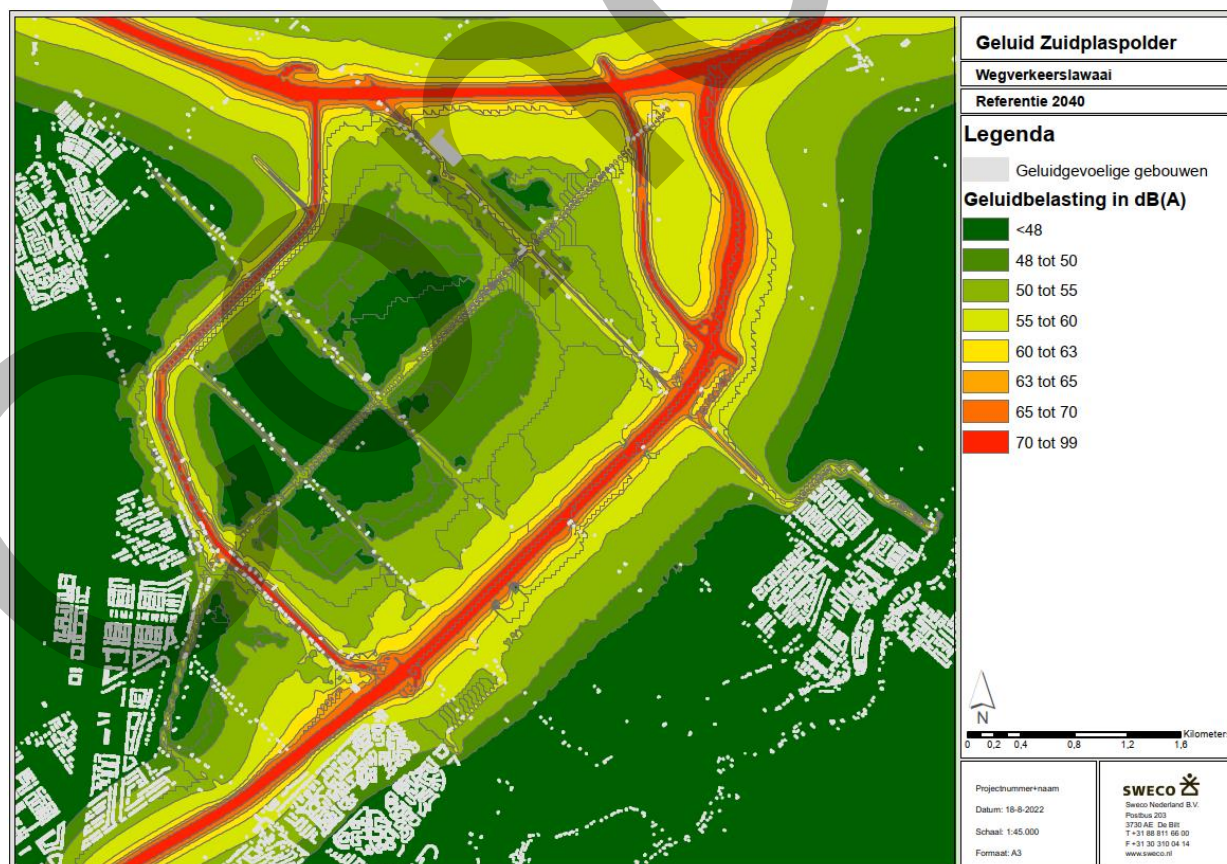 Geluid Zuidplaspolder
Wegverkeerslawaai
Referentie 2040
Legenda
Geluidgevoelige gebouwen
Geluidbelasting in dB(A)
<48
48 tot 50
50 tot 55
55 tot 60
60 tot 63
63 tot 65
65 tot 70
70 tot 99
N
Kilometers
0 0,2 0,4 0,8 1,2 1,6
Projectnummer+naam
Datum: 18-8-2022
Schaal: 1:45.000
Formaat: A3
SWECO
Sweco Nederland B.V.
Postbus 203
3730 AE De Bilt
T +31 88 811 66 00
F +31 30 310 04 14
www.sweco.nl